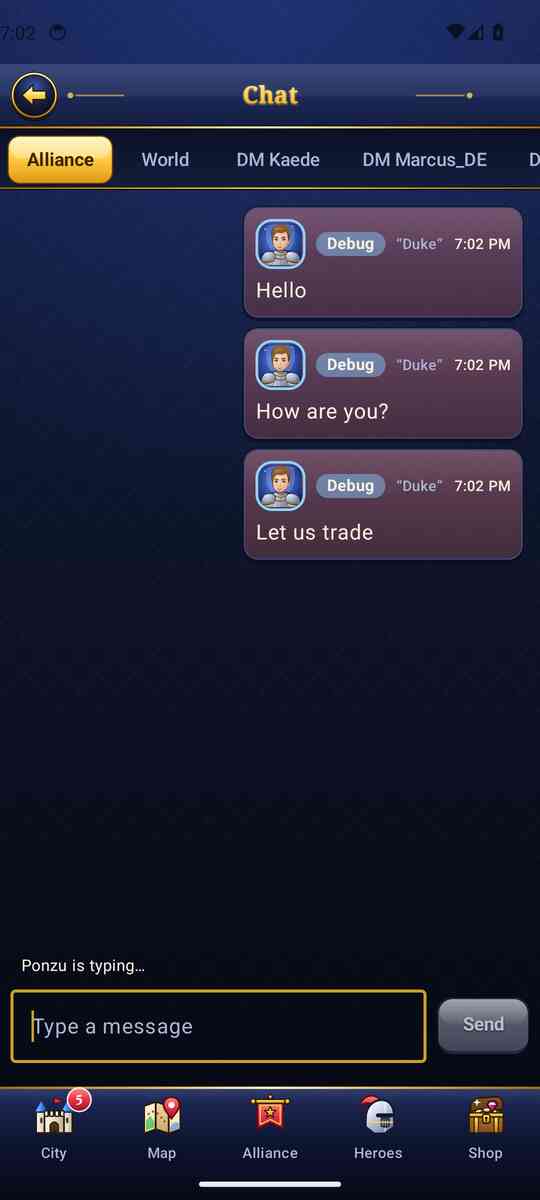 7:02
Chat
Alliance World DM Kaede DM Marcus_DE D
Debug "Duke" 7:02 PM
Hello
Debug "Duke" 7:02 PM
How are you?
Debug "Duke" 7:02 PM
Let us trade
Ponzu is typing…
Type a message
Send
5
City Map Alliance Heroes Shop